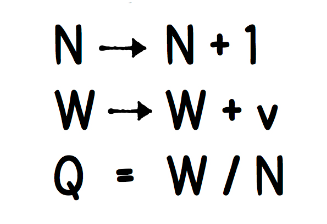 N → N + 1
W → W + v
Q = W / N